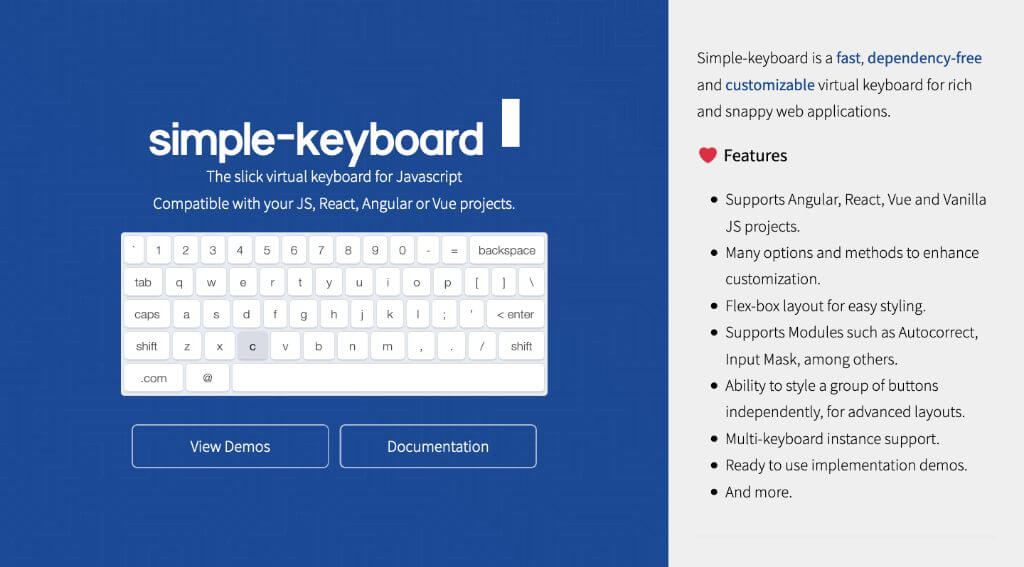 simple-keyboard
The slick virtual keyboard for Javascript
Compatible with your JS, React, Angular or Vue projects.
` 1 2 3 4 5 6 7 8 9 0 - = backspace
tab q w e r t y u i o p [ ] \
caps a s d f g h j k l ; ' < enter
shift z x c v b n m , . / shift
.com @
View Demos
Documentation
Simple-keyboard is a fast, dependency-free
and customizable virtual keyboard for rich
and snappy web applications.
Features
• Supports Angular, React, Vue and Vanilla
JS projects.
• Many options and methods to enhance
customization.
• Flex-box layout for easy styling.
• Supports Modules such as Autocorrect,
Input Mask, among others.
• Ability to style a group of buttons
independently, for advanced layouts.
• Multi-keyboard instance support.
• Ready to use implementation demos.
• And more.